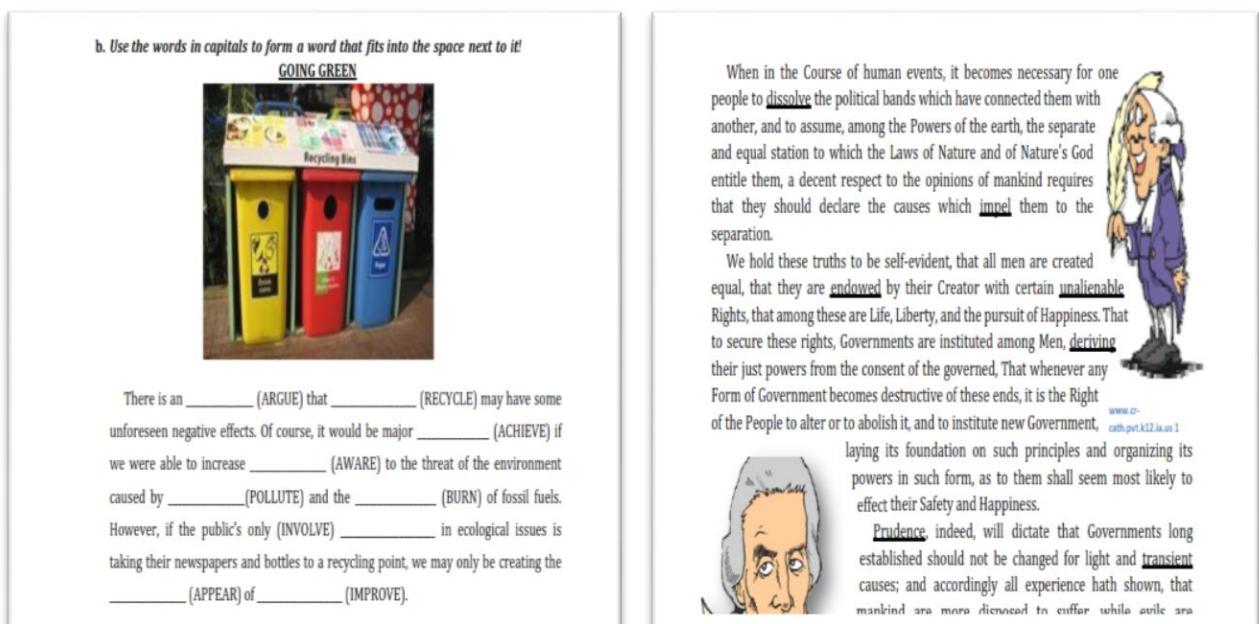 b. Use the words in capitals to form a word that fits into the space next to it!
GOING GREEN
Recycling Bins
There is an __________ (ARGUE) that _____________ (RECYCLE) may have some
unforeseen negative effects. Of course, it would be major ___________ (ACHIEVE) if
we were able to increase ____________ (AWARE) to the threat of the environment
caused by ____________(POLLUTE) and the ____________ (BURN) of fossil fuels.
However, if the public's only (INVOLVE) ______________ in ecological issues is
taking their newspapers and bottles to a recycling point, we may only be creating the
____________ (APPEAR) of _____________ (IMPROVE).
When in the Course of human events, it becomes necessary for one
people to dissolve the political bands which have connected them with
another, and to assume, among the Powers of the earth, the separate
and equal station to which the Laws of Nature and of Nature's God
entitle them, a decent respect to the opinions of mankind requires
that they should declare the causes which impel them to the
separation.
We hold these truths to be self-evident, that all men are created
equal, that they are endowed by their Creator with certain unalienable
Rights, that among these are Life, Liberty, and the pursuit of Happiness. That
to secure these rights, Governments are instituted among Men, deriving
their just powers from the consent of the governed, That whenever any
Form of Government becomes destructive of these ends, it is the Right
of the People to alter or to abolish it, and to institute new Government,
www.cr-
cath.pvt.k12.ia.us 1
laying its foundation on such principles and organizing its
powers in such form, as to them shall seem most likely to
effect their Safety and Happiness.
Prudence, indeed, will dictate that Governments long
established should not be changed for light and transient
causes; and accordingly all experience hath shown, that
mankind are more disposed to suffer, while evils are